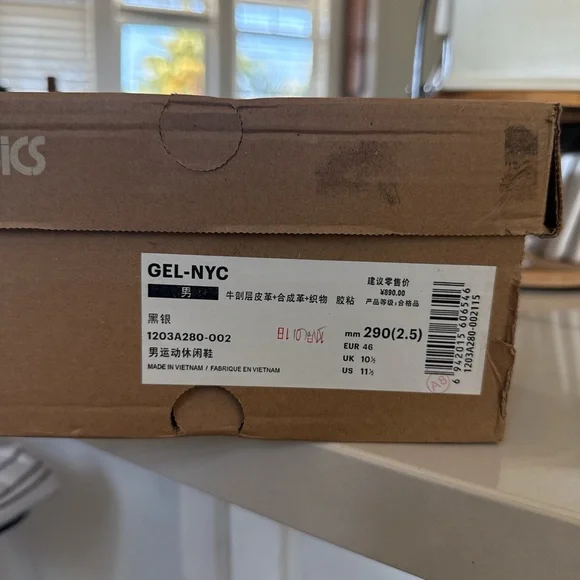 asics
GEL-NYC
男
牛剖层皮革+合成革+织物 胶粘
建议零售价
¥890.00
产品等级:合格品
黑银
1203A280-002
男运动休闲鞋
MADE IN VIETNAM / FABRIQUE EN VIETNAM
mm 290(2.5)
EUR 46
UK 10½
US 11½
A8
6 942015 606546
1203A280-002115